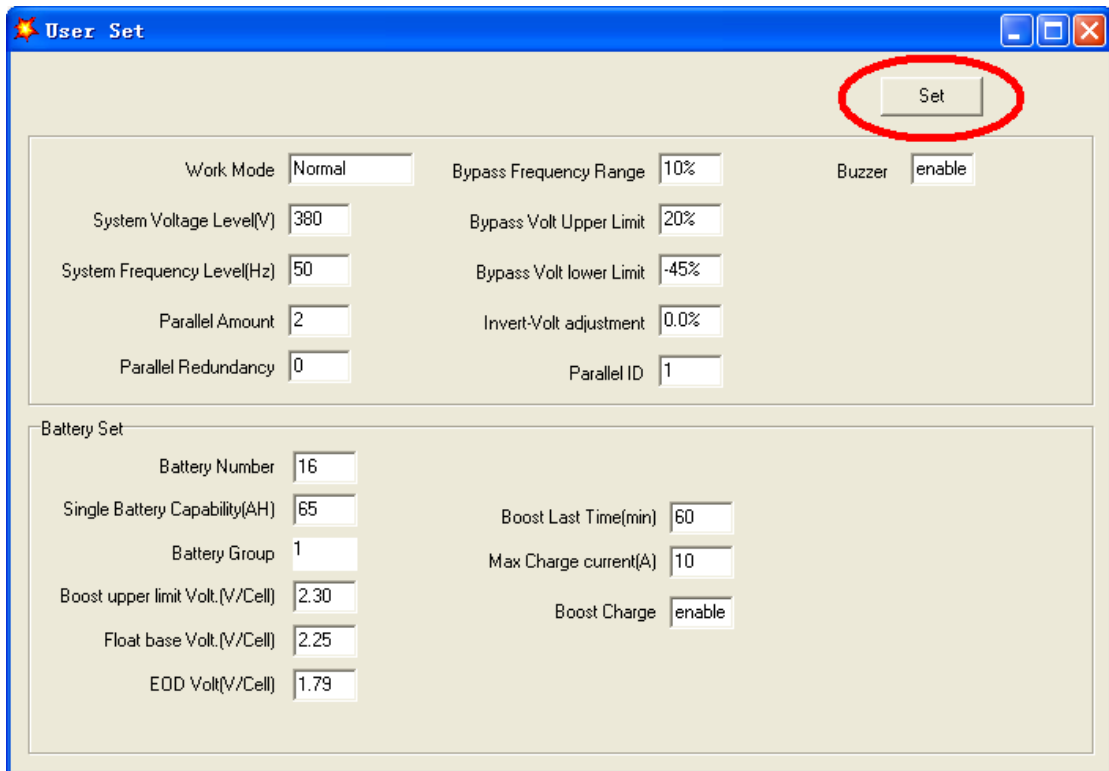 User Set
Set
Work Mode Normal Bypass Frequency Range 10% Buzzer enable
System Voltage Level(V) 380 Bypass Volt Upper Limit 20%
System Frequency Level(Hz) 50 Bypass Volt lower Limit -45%
Parallel Amount 2 Invert-Volt adjustment 0.0%
Parallel Redundancy 0 Parallel ID 1
Battery Set
Battery Number 16
Single Battery Capability(AH) 65 Boost Last Time(min) 60
Battery Group 1 Max Charge current(A) 10
Boost upper limit Volt.(V/Cell) 2.30 Boost Charge enable
Float base Volt.(V/Cell) 2.25
EOD Volt(V/Cell) 1.79